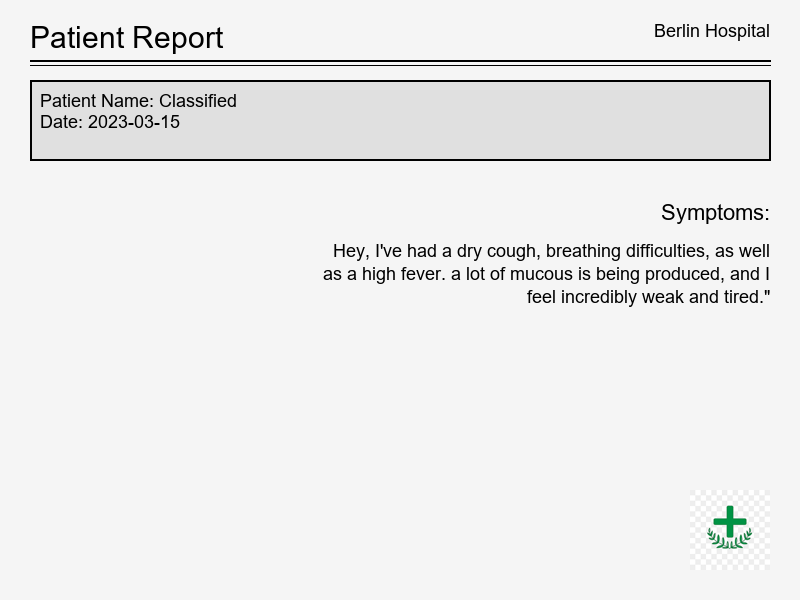 Patient Report
Berlin Hospital
Patient Name: Classified
Date: 2023-03-15
Symptoms:
Hey, I've had a dry cough, breathing difficulties, as well
as a high fever. a lot of mucous is being produced, and I
feel incredibly weak and tired."